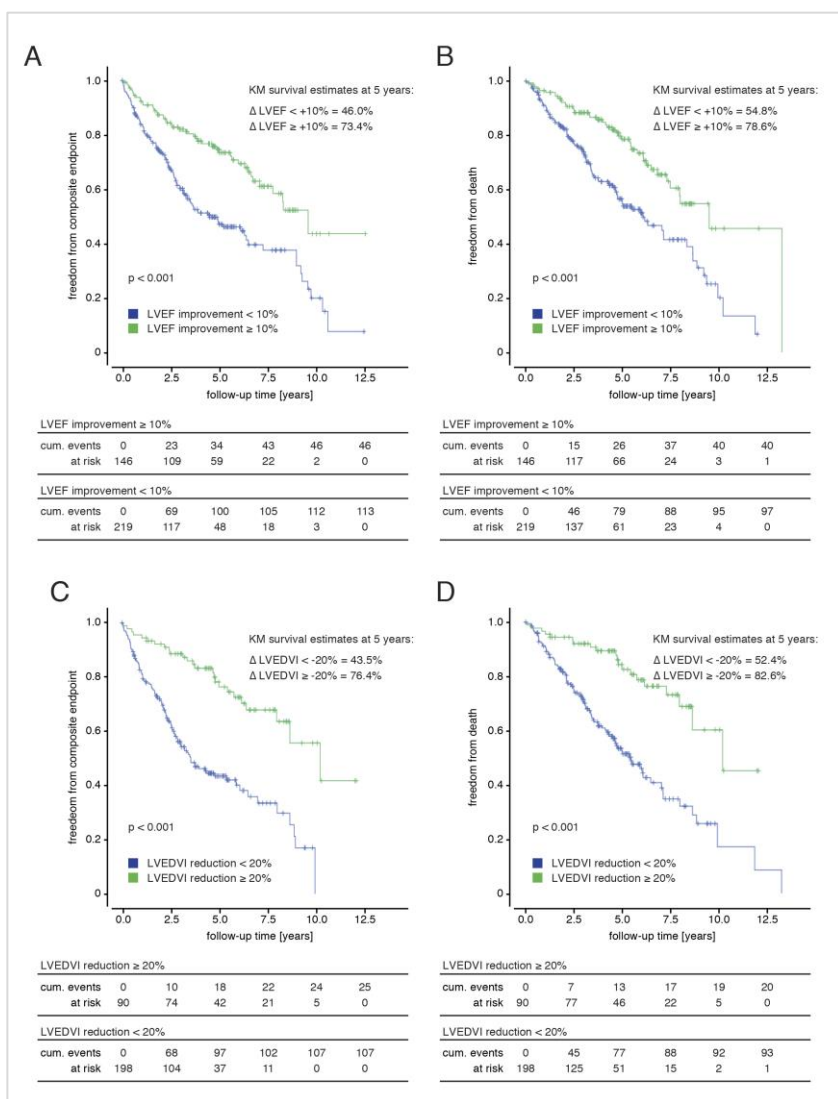 A
freedom from composite endpoint
1.0
0.8
0.6
0.4
0.2
0
KM survival estimates at 5 years:
Δ LVEF < +10% = 46.0%
Δ LVEF ≥ +10% = 73.4%
p < 0.001
LVEF improvement < 10%
LVEF improvement ≥ 10%
0.0 2.5 5.0 7.5 10.0 12.5
follow-up time [years]
LVEF improvement ≥ 10%
cum. events 0 23 34 43 46 46
at risk 146 109 59 22 2 0
LVEF improvement < 10%
cum. events 0 69 100 105 112 113
at risk 219 117 48 18 3 0
B
freedom from death
1.0
0.8
0.6
0.4
0.2
0
KM survival estimates at 5 years:
Δ LVEF < +10% = 54.8%
Δ LVEF ≥ +10% = 78.6%
p < 0.001
LVEF improvement < 10%
LVEF improvement ≥ 10%
0.0 2.5 5.0 7.5 10.0 12.5
follow-up time [years]
LVEF improvement ≥ 10%
cum. events 0 15 26 37 40 40
at risk 146 117 66 24 3 1
LVEF improvement < 10%
cum. events 0 46 79 88 95 97
at risk 219 137 61 23 4 0
C
freedeom from composite endpoint
1.0
0.8
0.6
0.4
0.2
0
KM survival estimates at 5 years:
Δ LVEDVI < -20% = 43.5%
Δ LVEDVI ≥ -20% = 76.4%
p < 0.001
LVEDVI reduction < 20%
LVEDVI reduction ≥ 20%
0.0 2.5 5.0 7.5 10.0 12.5
follow-up time [years]
LVEDVI reduction ≥ 20%
cum. events 0 10 18 22 24 25
at risk 90 74 42 21 5 0
LVEDVI reduction < 20%
cum. events 0 68 97 102 107 107
at risk 198 104 37 11 0 0
D
freedom from death
1.0
0.8
0.6
0.4
0.2
0
KM survival estimates at 5 years:
Δ LVEDVI < -20% = 52.4%
Δ LVEDVI ≥ -20% = 82.6%
p < 0.001
LVEDVI reduction < 20%
LVEDVI reduction ≥ 20%
0.0 2.5 5.0 7.5 10.0 12.5
follow-up time [years]
LVEDVI reduction ≥ 20%
cum. events 0 7 13 17 19 20
at risk 90 77 46 22 5 0
LVEDVI reduction < 20%
cum. events 0 45 77 88 92 93
at risk 198 125 51 15 2 1